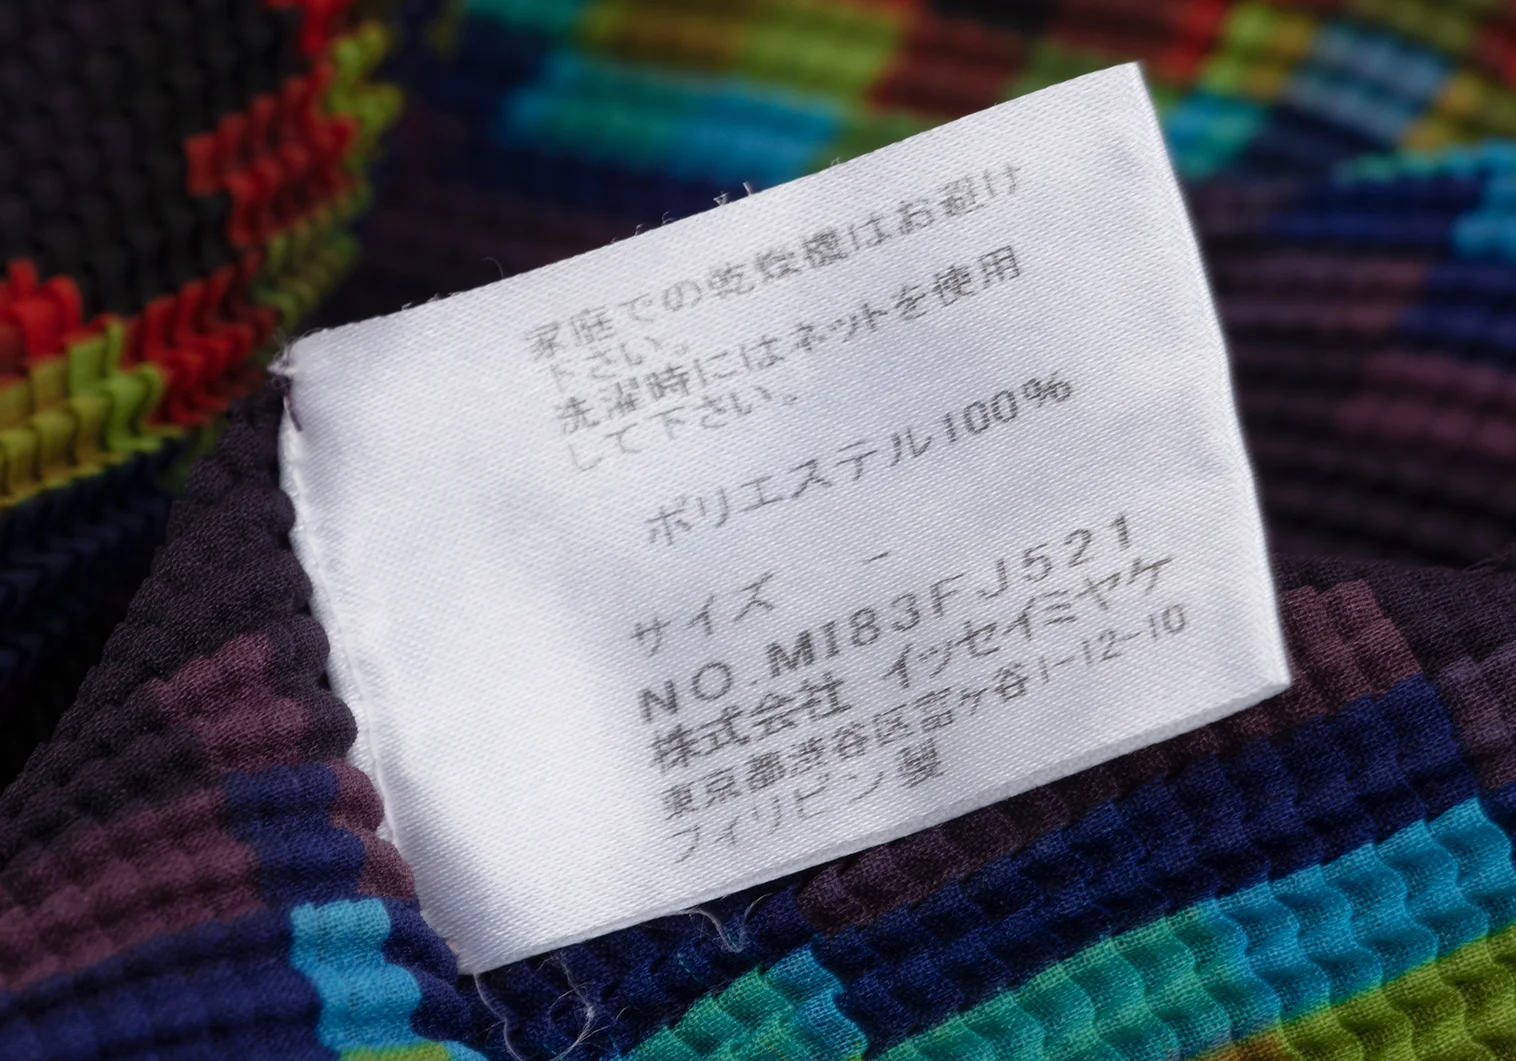 家庭での乾燥機はお避け
下さい。
洗濯時にはネットを使用
して下さい。
ポリエステル100%
サイズ －
NO.MI83FJ521
株式会社 イッセイミヤケ
東京都渋谷区富ヶ谷1-12-10
フィリピン製